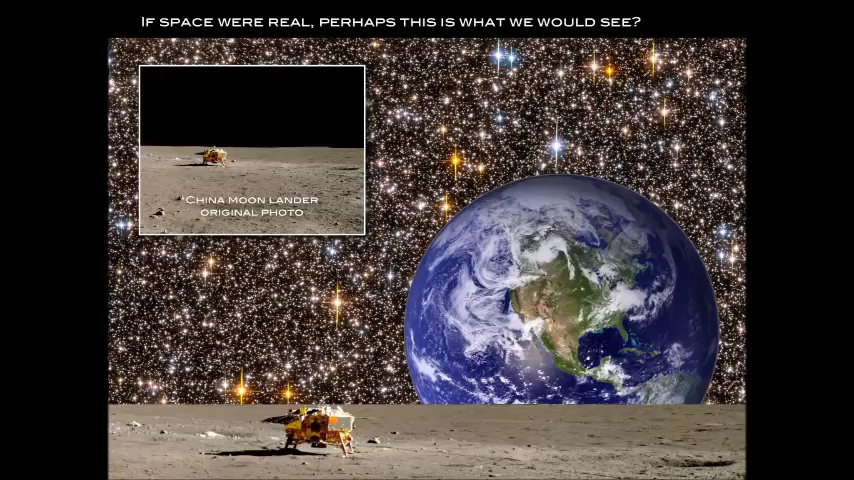 If space were real, perhaps this is what we would see?
*China moon lander
original photo